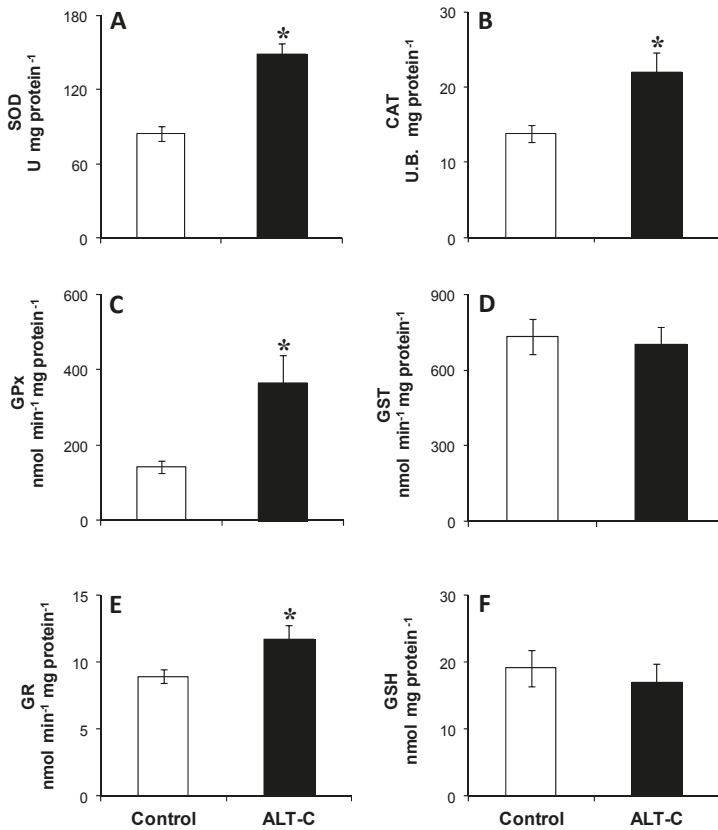 A
SOD
U mg protein⁻¹
180
120
60
0
*
B
CAT
U.B. mg protein⁻¹
30
20
10
0
*
C
GPx
nmol min⁻¹ mg protein⁻¹
600
400
200
0
*
D
GST
nmol min⁻¹ mg protein⁻¹
900
600
300
0
E
GR
nmol min⁻¹ mg protein⁻¹
15
10
5
0
*
Control ALT-C
F
GSH
nmol mg protein⁻¹
30
20
10
0
Control ALT-C